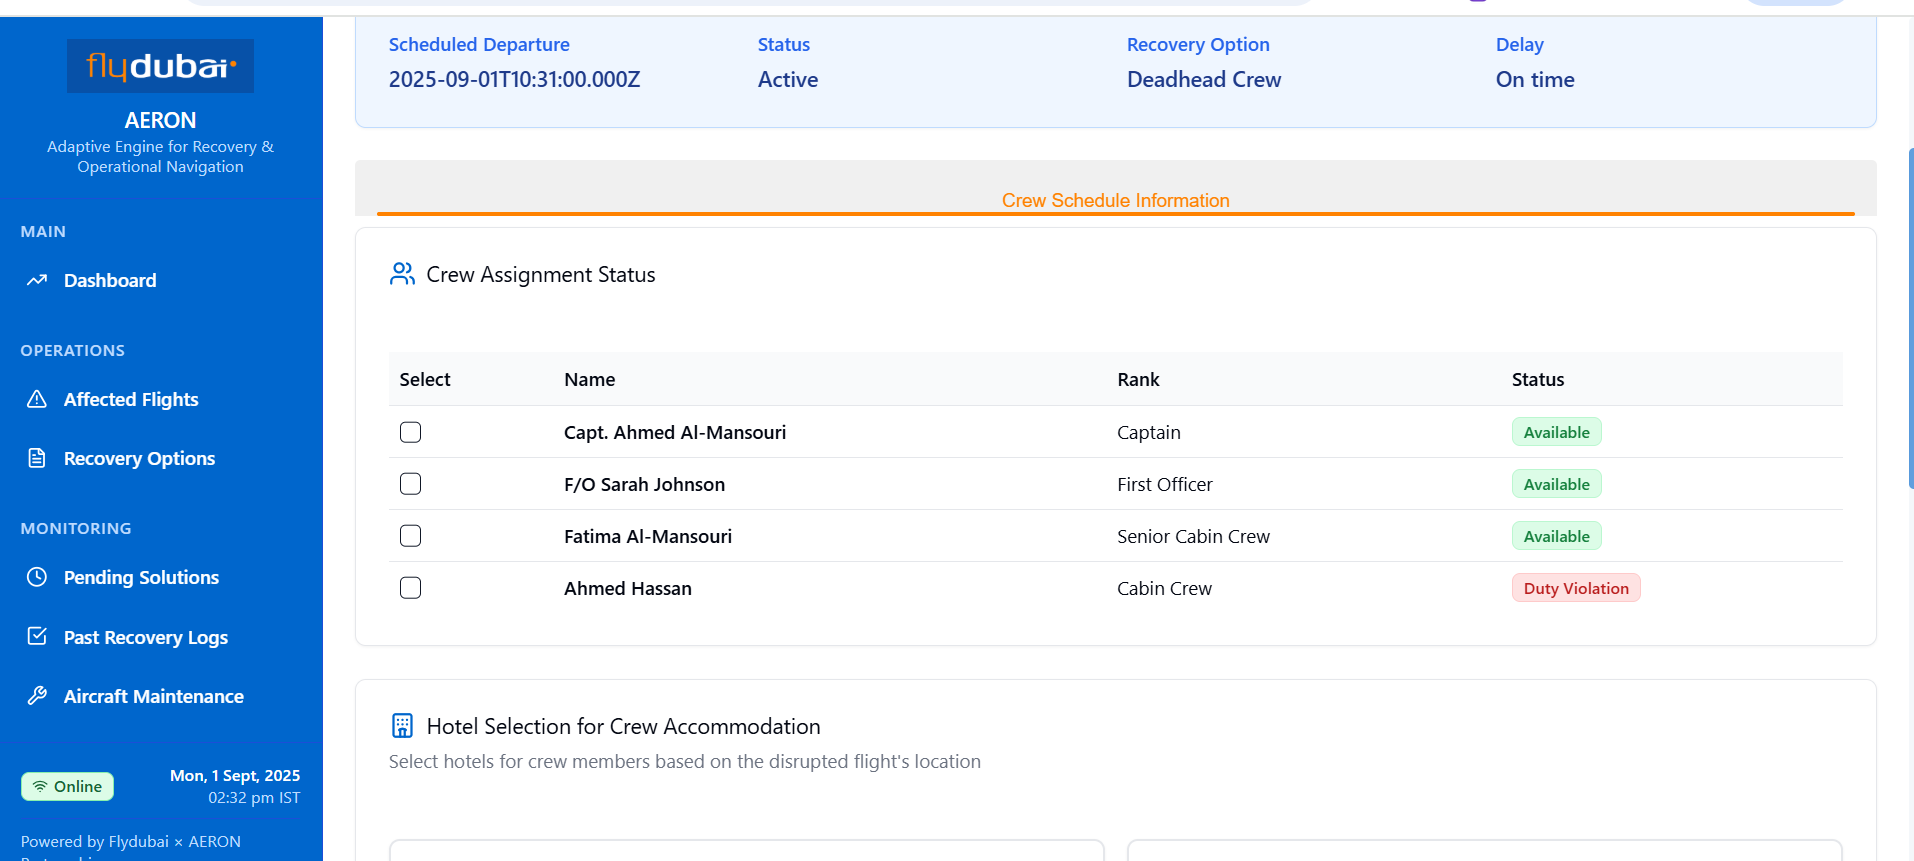 flydubai
AERON
Adaptive Engine for Recovery &
Operational Navigation
MAIN
Dashboard
OPERATIONS
Affected Flights
Recovery Options
MONITORING
Pending Solutions
Past Recovery Logs
Aircraft Maintenance
Online
Mon, 1 Sept, 2025
02:32 pm IST
Powered by Flydubai × AERON
Scheduled Departure
2025-09-01T10:31:00.000Z
Status
Active
Recovery Option
Deadhead Crew
Delay
On time
Crew Schedule Information
Crew Assignment Status
Select Name Rank Status
Capt. Ahmed Al-Mansouri Captain Available
F/O Sarah Johnson First Officer Available
Fatima Al-Mansouri Senior Cabin Crew Available
Ahmed Hassan Cabin Crew Duty Violation
Hotel Selection for Crew Accommodation
Select hotels for crew members based on the disrupted flight's location